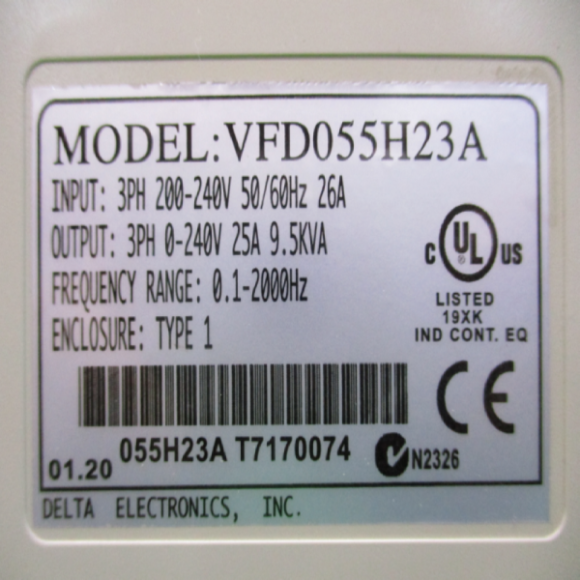 MODEL:VFD055H23A
INPUT: 3PH 200-240V 50/60Hz 26A
OUTPUT: 3PH 0-240V 25A 9.5KVA
FREQUENCY RANGE: 0.1-2000Hz
ENCLOSURE: TYPE 1
C UL US
LISTED
19XK
IND CONT. EQ
CE
055H23A T7170074
N2326
01.20
DELTA ELECTRONICS, INC.